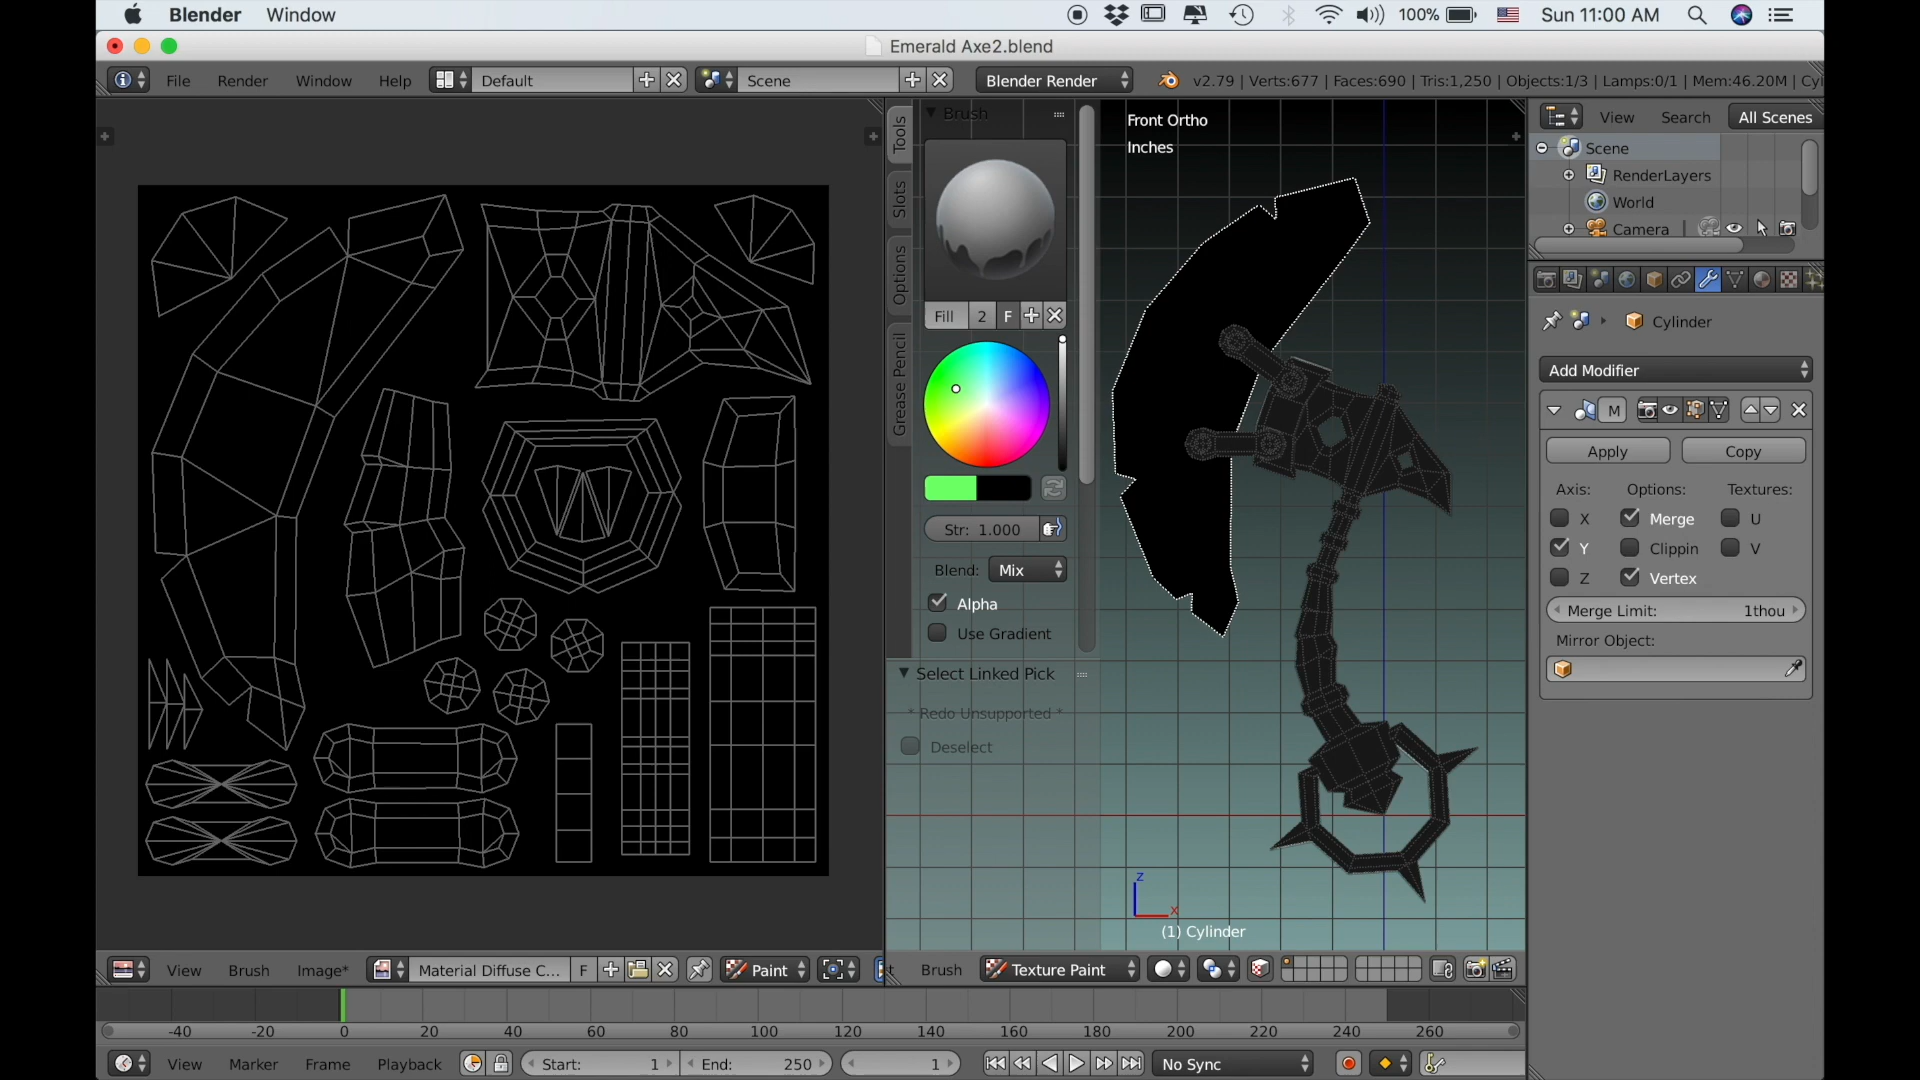 Blender Window 100% Sun 11:00 AM
Emerald Axe2.blend
File Render Window Help Default Scene Blender Render v2.79 | Verts:677 | Faces:690 | Tris:1,250 | Objects:1/3 | Lamps:0/1 | Mem:46.20M | Cyl
Brush
Tools
Slots
Options
Grease Pencil
Fill 2 F
Str: 1.000
Blend: Mix
Alpha
Use Gradient
Select Linked Pick
* Redo Unsupported *
Deselect
Front Ortho
Inches
Z
X
(1) Cylinder
View Search All Scenes
Scene
RenderLayers
World
Camera
Cylinder
Add Modifier
M
Apply Copy
Axis: Options: Textures:
X Merge U
Y Clippin V
Z Vertex
Merge Limit: 1thou
Mirror Object:
View Brush Image* Material Diffuse C... F Paint
Brush Texture Paint
-40 -20 0 20 40 60 80 100 120 140 160 180 200 220 240 260
View Marker Frame Playback Start: 1 End: 250 1 No Sync